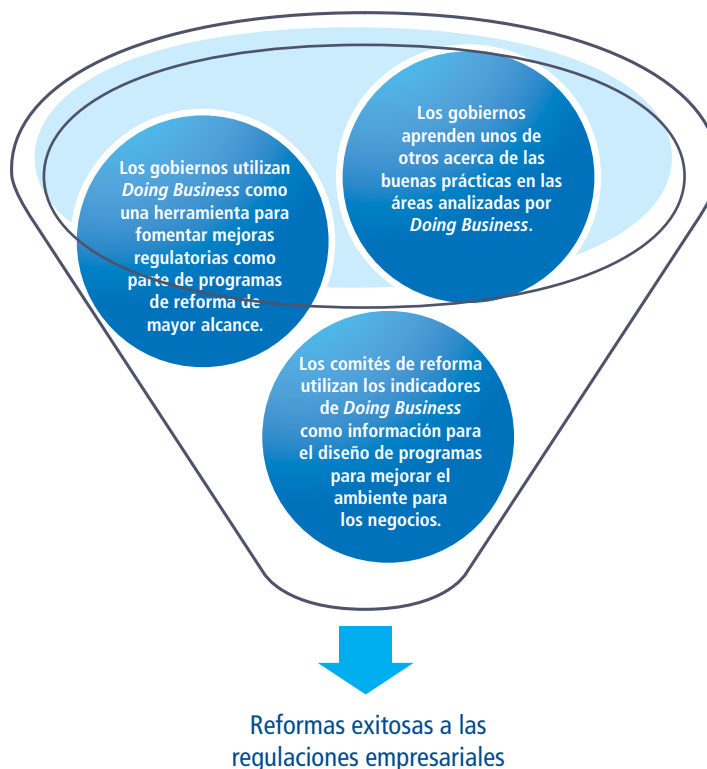 Los gobiernos utilizan
Doing Business como
una herramienta para
fomentar mejoras
regulatorias como
parte de programas
de reforma de
mayor alcance.
Los gobiernos
aprenden unos de
otros acerca de las
buenas prácticas en las
áreas analizadas por
Doing Business.
Los comités de reforma
utilizan los indicadores
de Doing Business
como información para
el diseño de programas
para mejorar el
ambiente para
los negocios.
Reformas exitosas a las
regulaciones empresariales